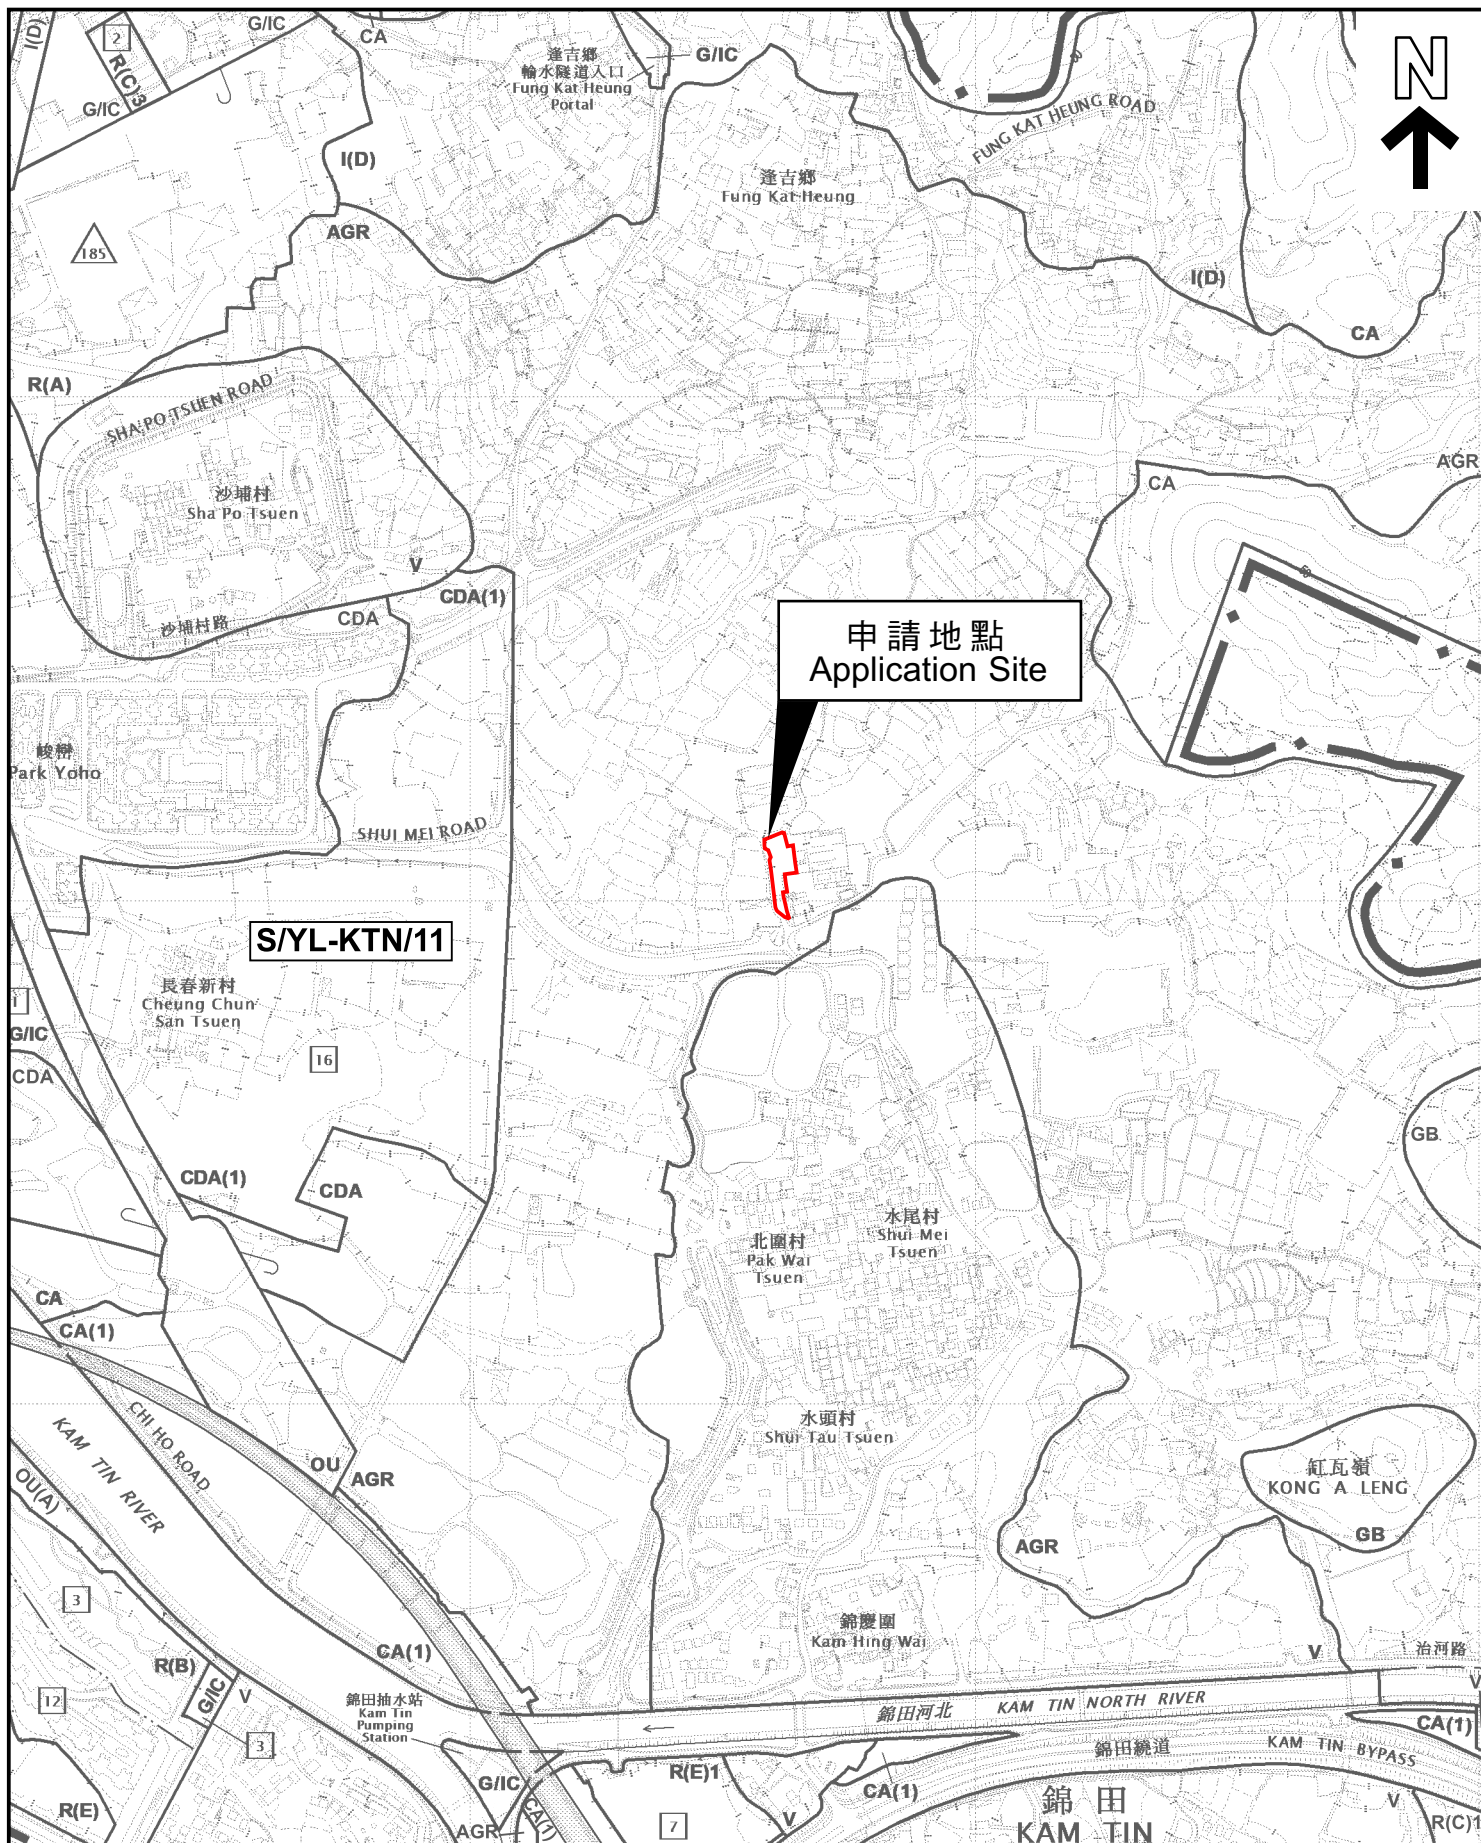 I(D)
2
R(C)3
G/IC
CA
G/IC
逢吉鄉
輸水隧道入口
Fung Kat Heung
Portal
G/IC
50
FUNG KAT HEUNG ROAD
N
I(D)
逢吉鄉
Fung Kat Heung
AGR
185
I(D)
CA
R(A)
SHA PO TSUEN ROAD
沙埔村
Sha Po Tsuen
AGR
CA
V
CDA(1)
50
沙埔村路
CDA
申請地點
Application Site
峻巒
Park Yoho
SHUI MEI ROAD
S/YL-KTN/11
長春新村
Cheung Chun
San Tsuen
1
G/IC
16
CDA
GB
CDA(1)
CDA
水尾村
Shui Mei
Tsuen
北圍村
Pak Wai
Tsuen
CA
CA(1)
水頭村
Shui Tau Tsuen
CHI HO ROAD
KAM TIN RIVER
OU
AGR
OU(A)
紅瓦嶺
KONG A LENG
GB
AGR
3
錦慶圍
Kam Hing Wai
CA(1)
V
治河路
R(B)
G/IC
V
V
12
錦田抽水站
Kam Tin
Pumping
Station
錦田河北
KAM TIN NORTH RIVER
3
CA(1)
錦田繞道
KAM TIN BYPASS
R(E)1
G/IC
CA(1)
R(E)
CA(1)
錦田
KAM TIN
V
AGR
7
V
R(C)1